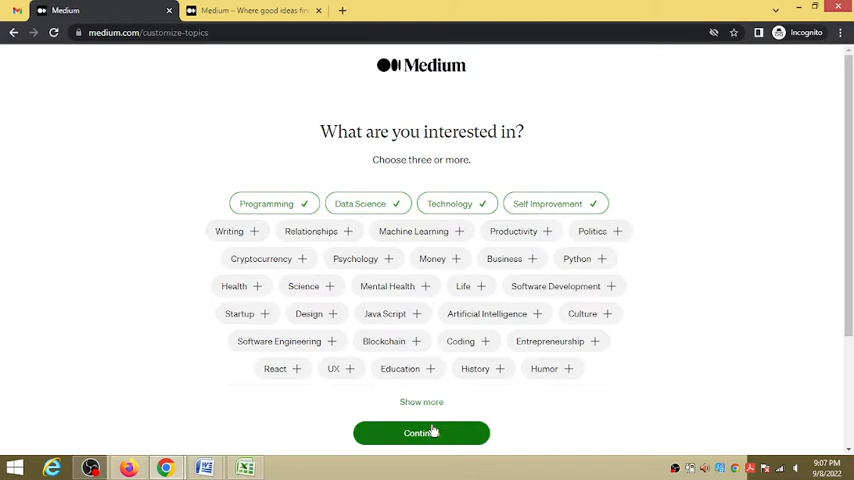 Medium
Medium – Where good ideas fin
medium.com/customize-topics
Incognito
Medium
What are you interested in?
Choose three or more.
Programming Data Science Technology Self Improvement
Writing Relationships Machine Learning Productivity Politics
Cryptocurrency Psychology Money Business Python
Health Science Mental Health Life Software Development
Startup Design Java Script Artificial Intelligence Culture
Software Engineering Blockchain Coding Entrepreneurship
React UX Education History Humor
Show more
9:07 PM
9/8/2022